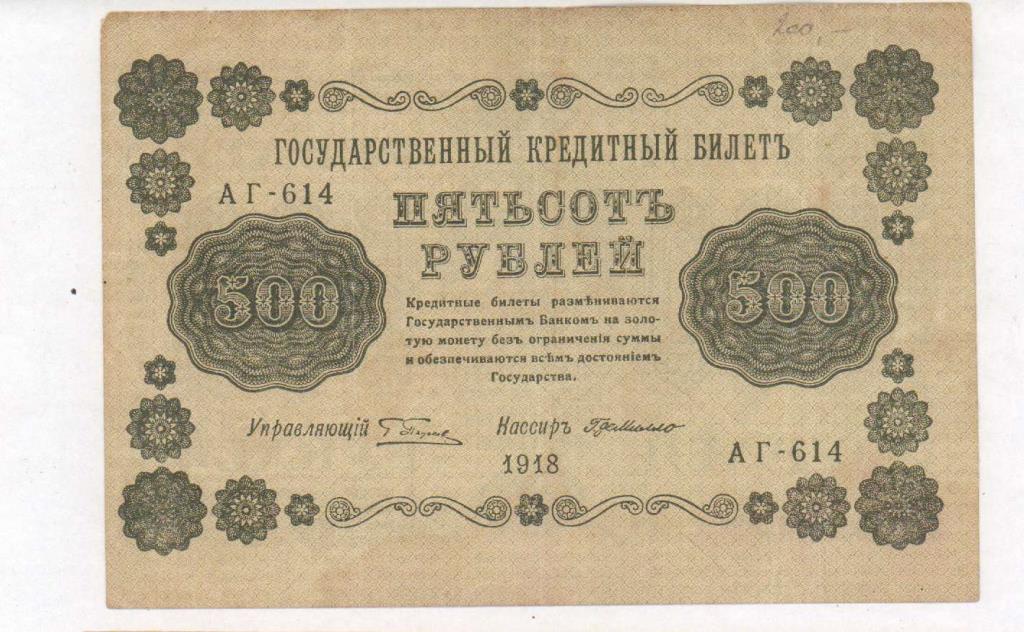 200,-
ГОСУДАРСТВЕННЫЙ КРЕДИТНЫЙ БИЛЕТЪ
АГ-614
ПЯТЬСОТЪ
РУБЛЕЙ
500
500
Кредитные билеты размѣниваются
Государственнымъ Банкомъ на золо-
тую монету безъ ограниченія суммы
и обезпечиваются всѣмъ достояніемъ
Государства.
Управляющій
Кассиръ
1918
АГ-614